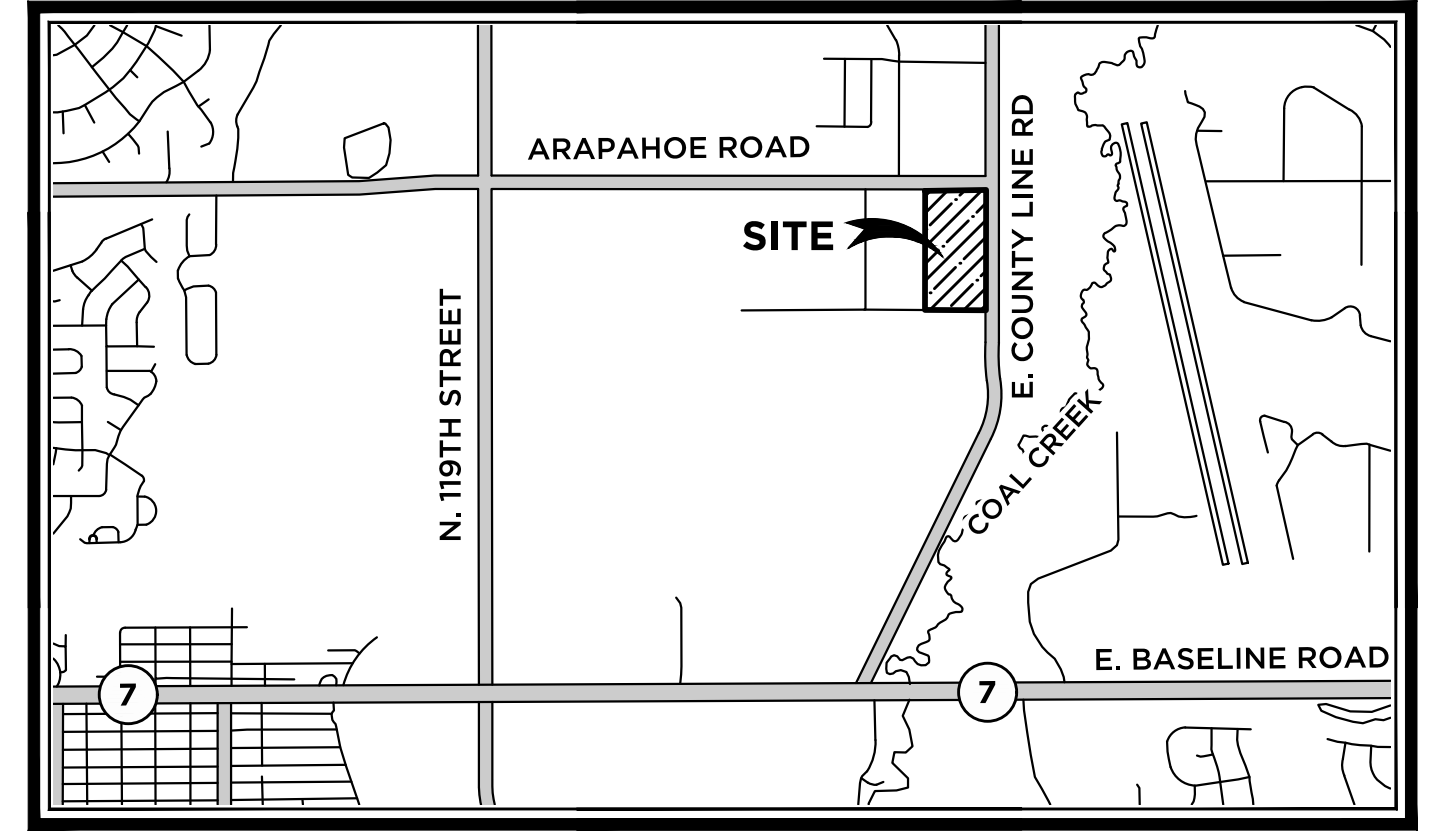 ARAPAHOE ROAD
SITE
E. COUNTY LINE RD
N. 119TH STREET
COAL CREEK
E. BASELINE ROAD
7
7